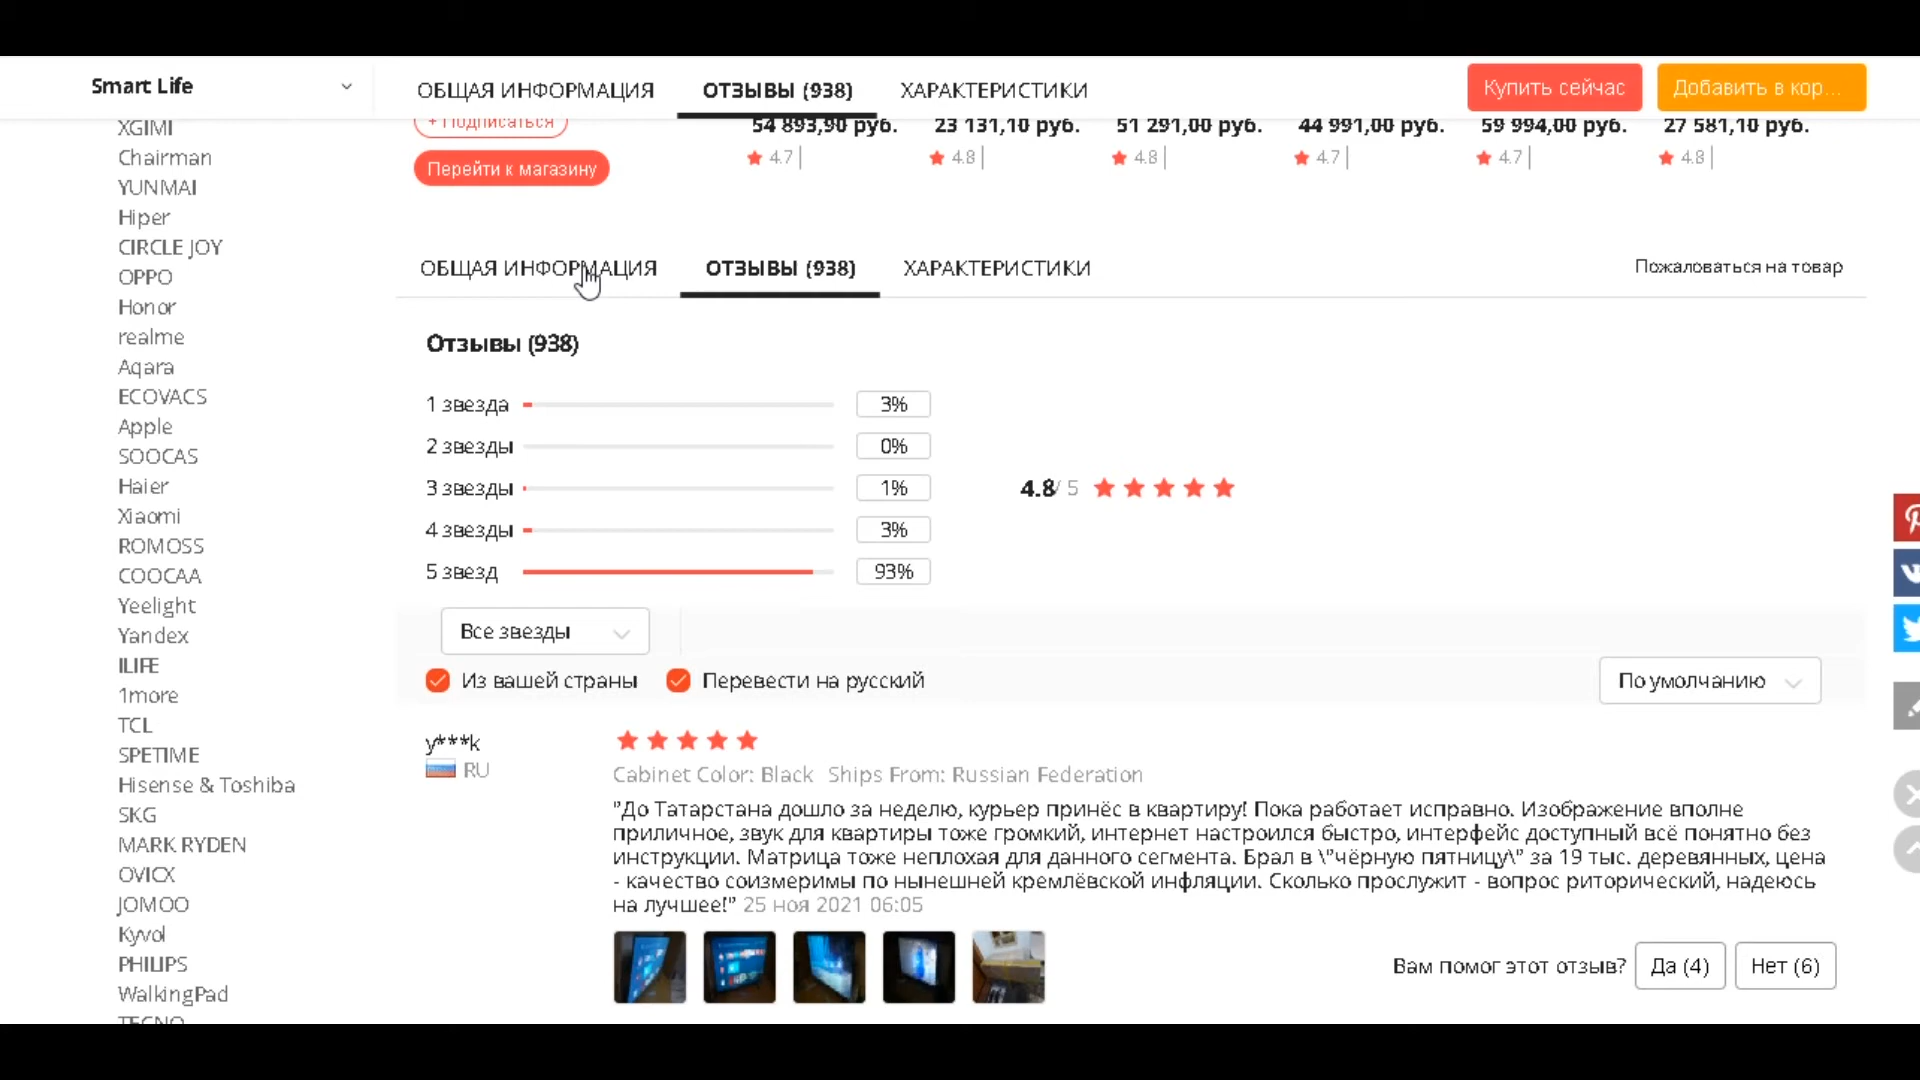 Smart Life
ОБЩАЯ ИНФОРМАЦИЯ
ОТЗЫВЫ (938)
ХАРАКТЕРИСТИКИ
Купить сейчас
Добавить в кор...
XGIMI
Chairman
YUNMAI
Hiper
CIRCLE JOY
OPPO
Honor
realme
Aqara
ECOVACS
Apple
SOOCAS
Haier
Xiaomi
ROMOSS
COOCAA
Yeelight
Yandex
ILIFE
1more
TCL
SPETIME
Hisense & Toshiba
SKG
MARK RYDEN
OVICX
JOMOO
Kyvol
PHILIPS
WalkingPad
TECNO
+ Подписаться
Перейти к магазину
54 893,90 руб.
23 131,10 руб.
51 291,00 руб.
44 991,00 руб.
59 994,00 руб.
27 581,10 руб.
4.7
4.8
4.8
4.7
4.7
4.8
ОБЩАЯ ИНФОРМАЦИЯ
ОТЗЫВЫ (938)
ХАРАКТЕРИСТИКИ
Пожаловаться на товар
Отзывы (938)
1 звезда 3%
2 звезды 0%
3 звезды 1%
4 звезды 3%
5 звезд 93%
4.8 / 5
Все звезды
Из вашей страны
Перевести на русский
По умолчанию
y***k
RU
Cabinet Color: Black Ships From: Russian Federation
"До Татарстана дошло за неделю, курьер принёс в квартиру! Пока работает исправно. Изображение вполне
приличное, звук для квартиры тоже громкий, интернет настроился быстро, интерфейс доступный всё понятно без
инструкции. Матрица тоже неплохая для данного сегмента. Брал в \"чёрную пятницу\" за 19 тыс. деревянных, цена
- качество соизмеримы по нынешней кремлёвской инфляции. Сколько прослужит - вопрос риторический, надеюсь
на лучшее!" 25 ноя 2021 06:05
Вам помог этот отзыв?
Да (4)
Нет (6)